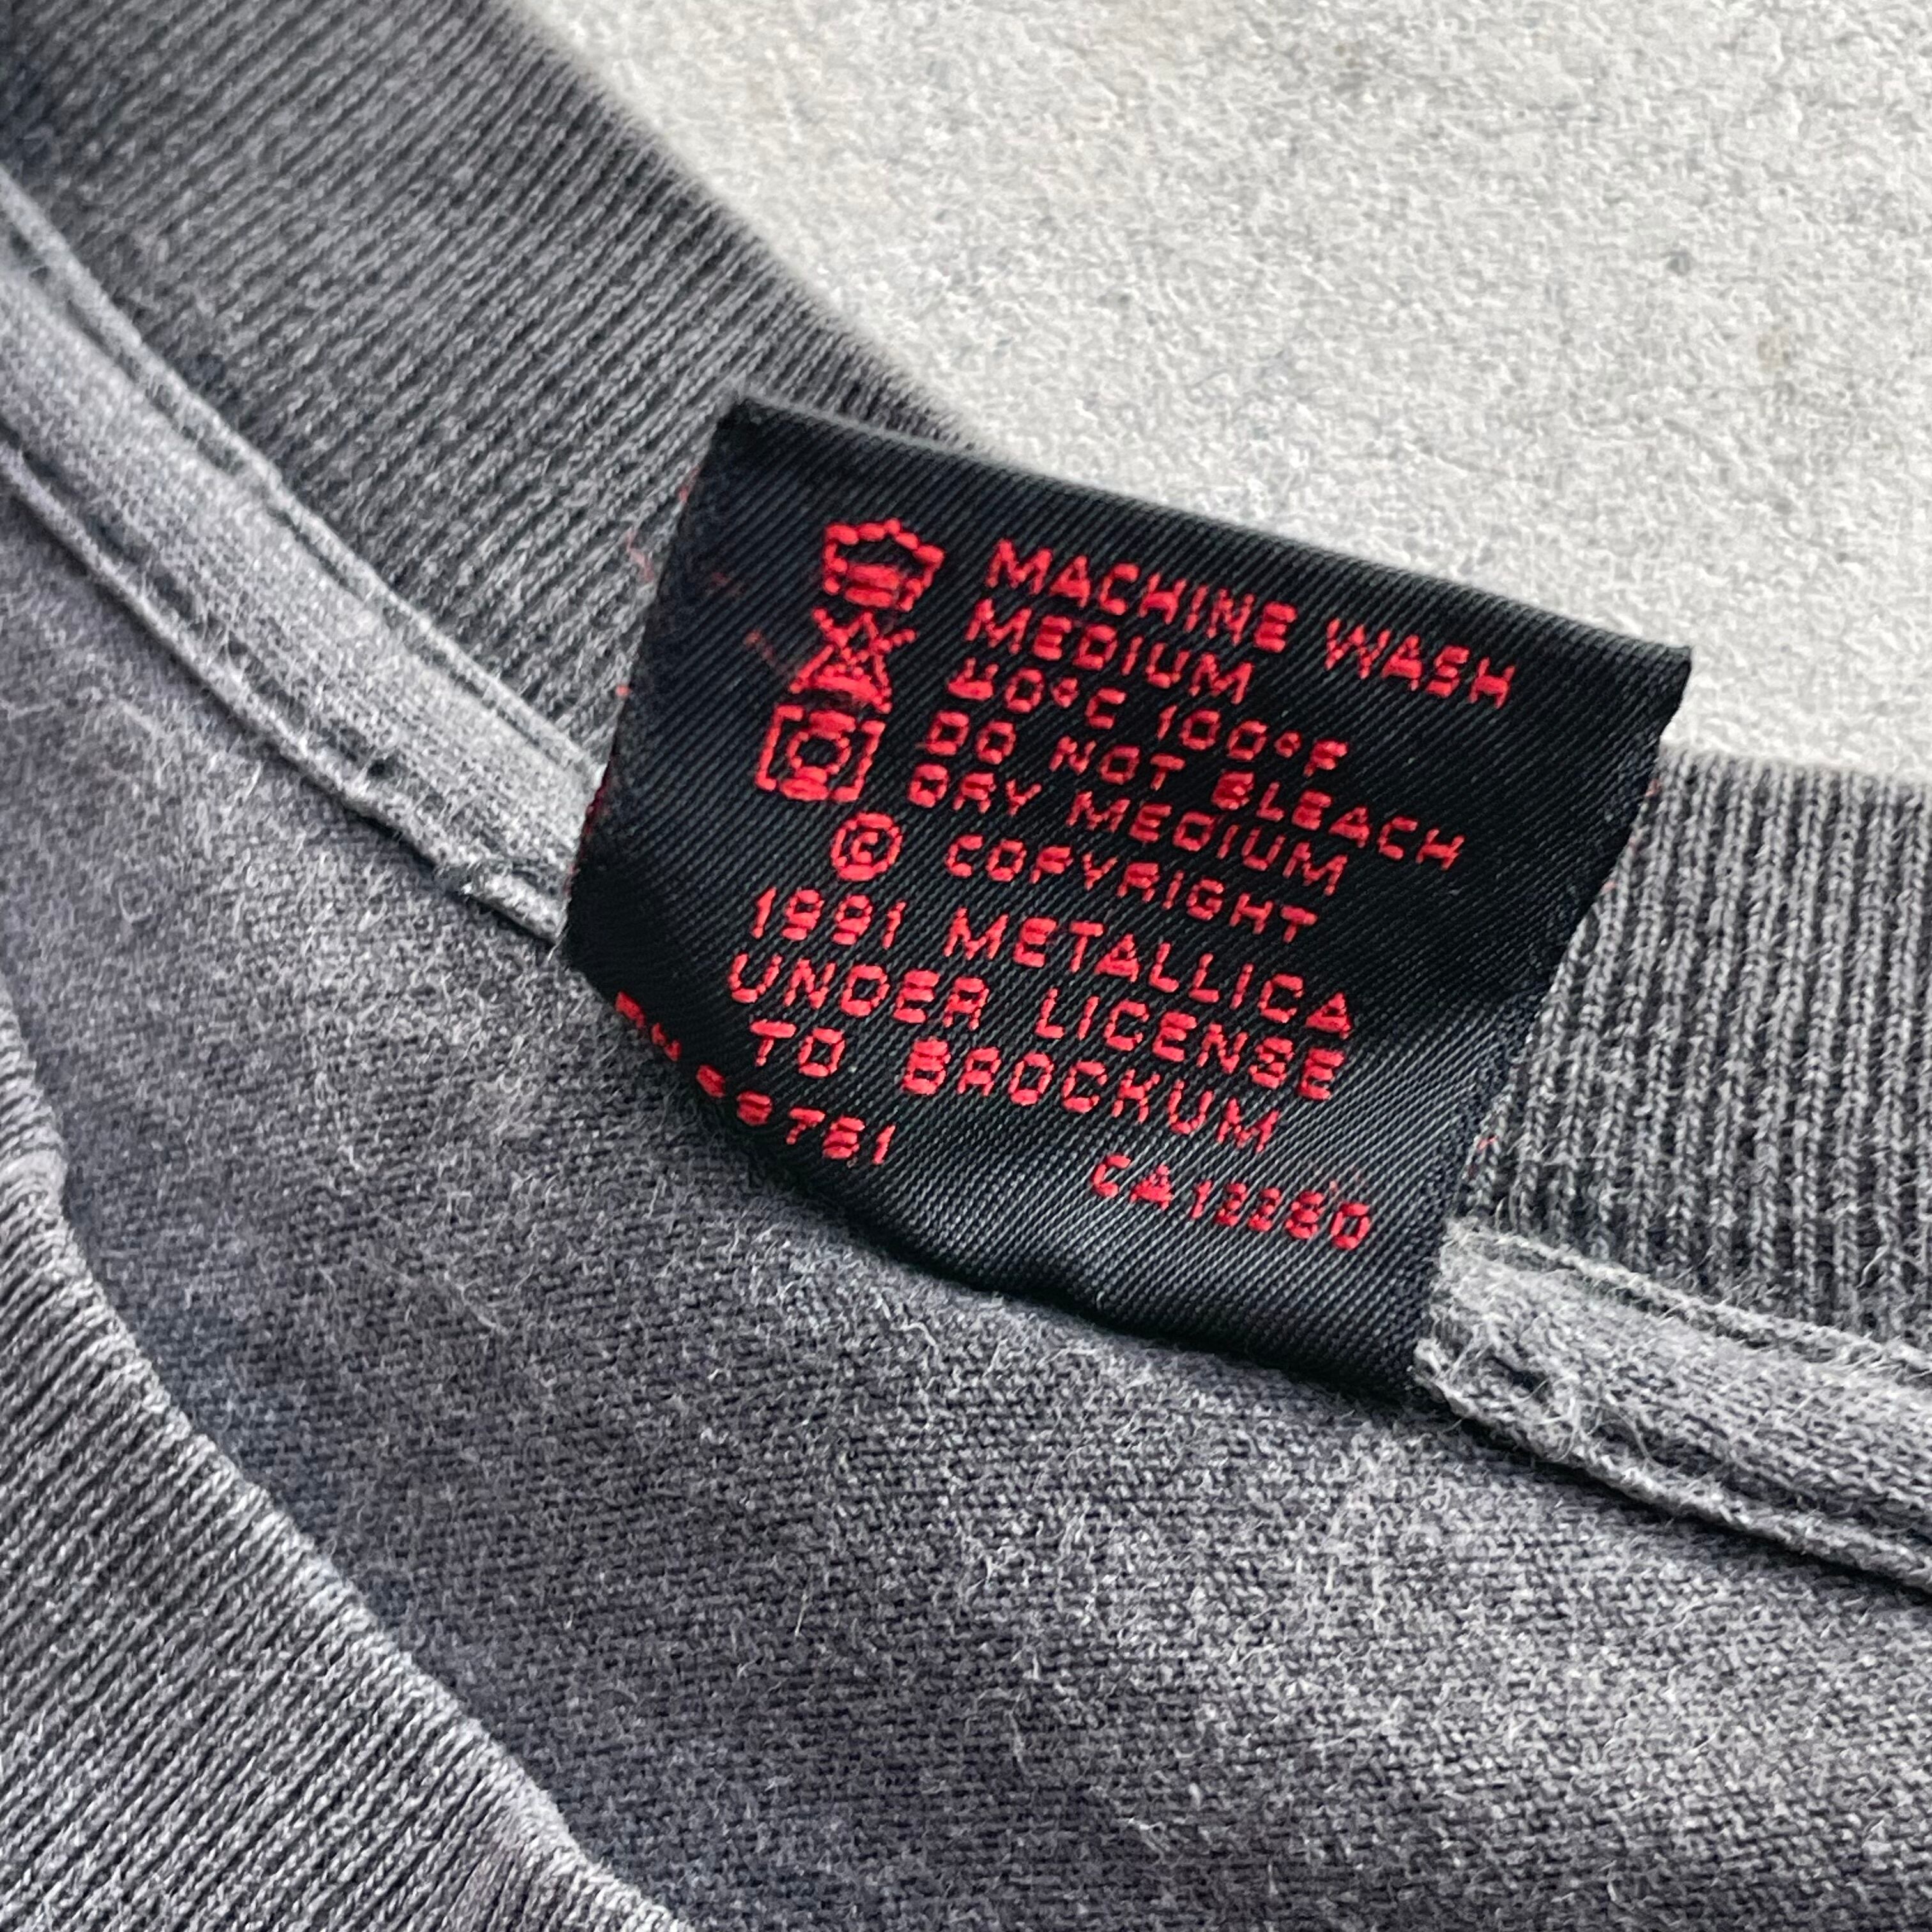 MACHINE WASH
MEDIUM
40°C 100°F
DO NOT BLEACH
DRY MEDIUM
© COPYRIGHT
1991 METALLICA
UNDER LICENSE
TO BROCKUM
CA12280